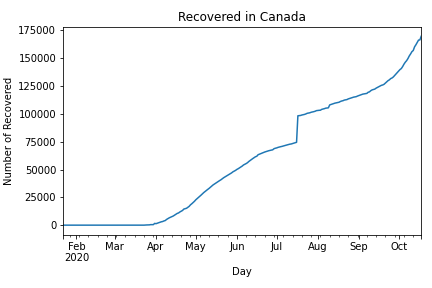 Recovered in Canada
Number of Recovered
175000
150000
125000
100000
75000
50000
25000
0
Feb Mar Apr May Jun Jul Aug Sep Oct
2020
Day